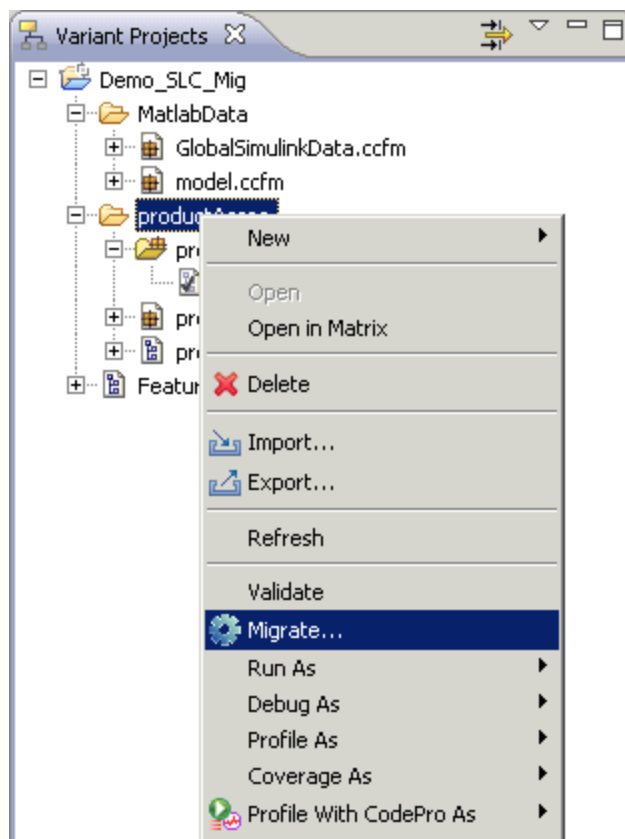 Variant Projects
Demo_SLC_Mig
MatlabData
GlobalSimulinkData.ccfm
model.ccfm
New
Open
Open in Matrix
Delete
Import...
Export...
Refresh
Validate
Migrate...
Run As
Debug As
Profile As
Coverage As
Profile With CodePro As